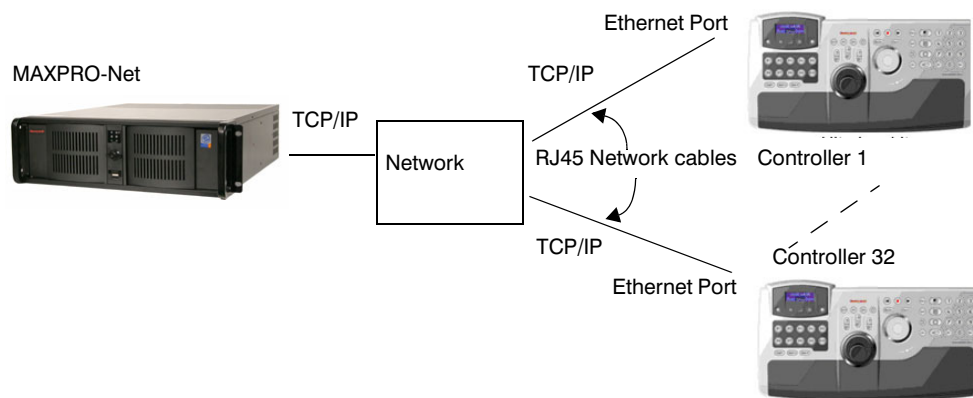 Ethernet Port
MAXPRO-Net
TCP/IP
TCP/IP
Network
RJ45 Network cables
Controller 1
TCP/IP
Controller 32
Ethernet Port